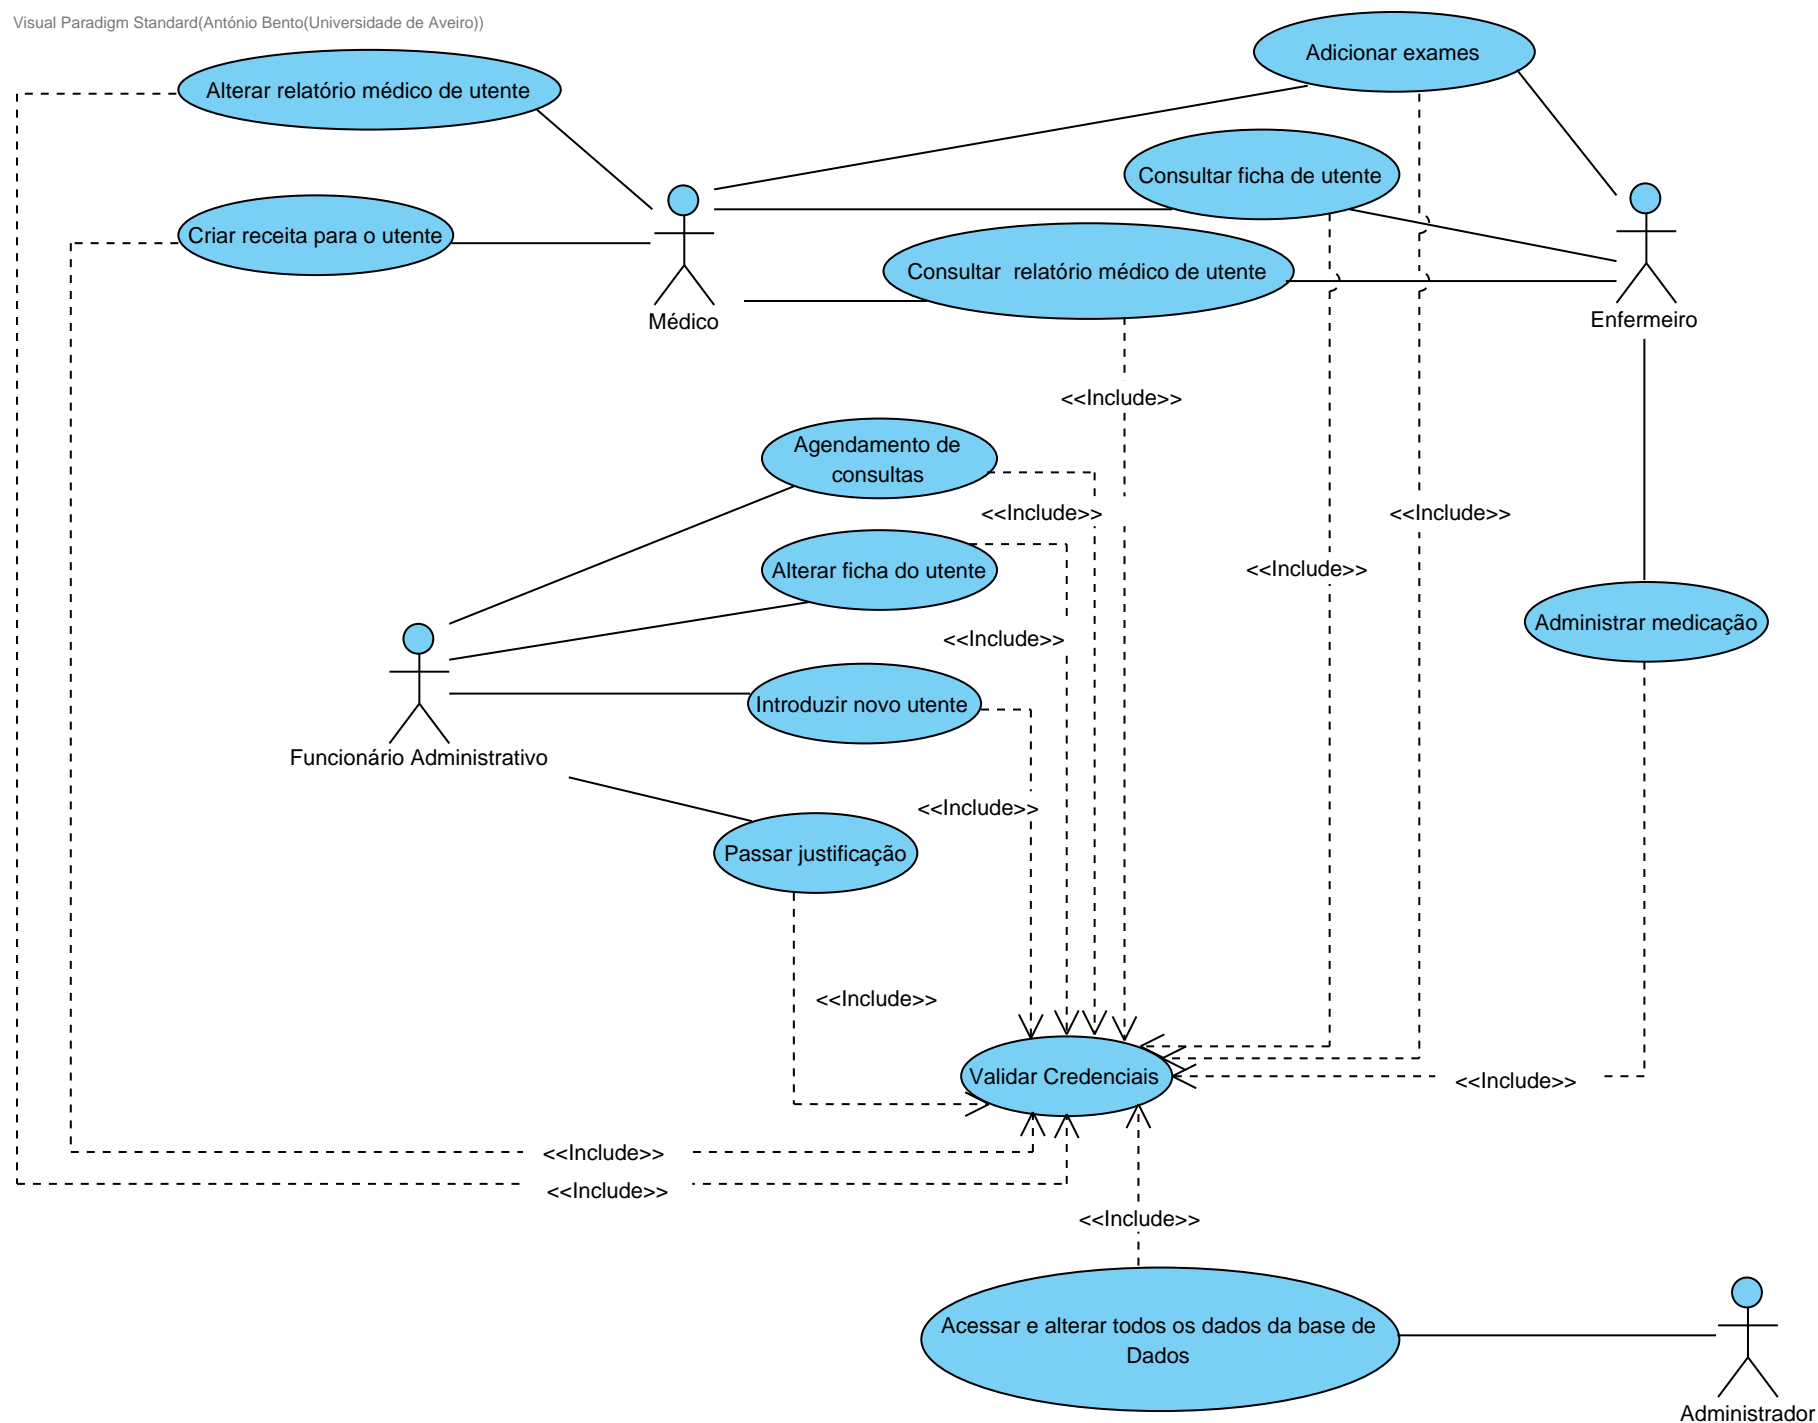 Visual Paradigm Standard(António Bento(Universidade de Aveiro))
Adicionar exames
Alterar relatório médico de utente
Consultar ficha de utente
Criar receita para o utente
Consultar  relatório médico de utente
Médico
Enfermeiro
<<Include>>
Agendamento de
consultas
<<Include>>
<<Include>>
Alterar ficha do utente
<<Include>>
Administrar medicação
<<Include>>
Introduzir novo utente
Funcionário Administrativo
<<Include>>
Passar justificação
<<Include>>
Validar Credenciais
<<Include>>
<<Include>>
<<Include>>
<<Include>>
Acessar e alterar todos os dados da base de
Dados
Administrador